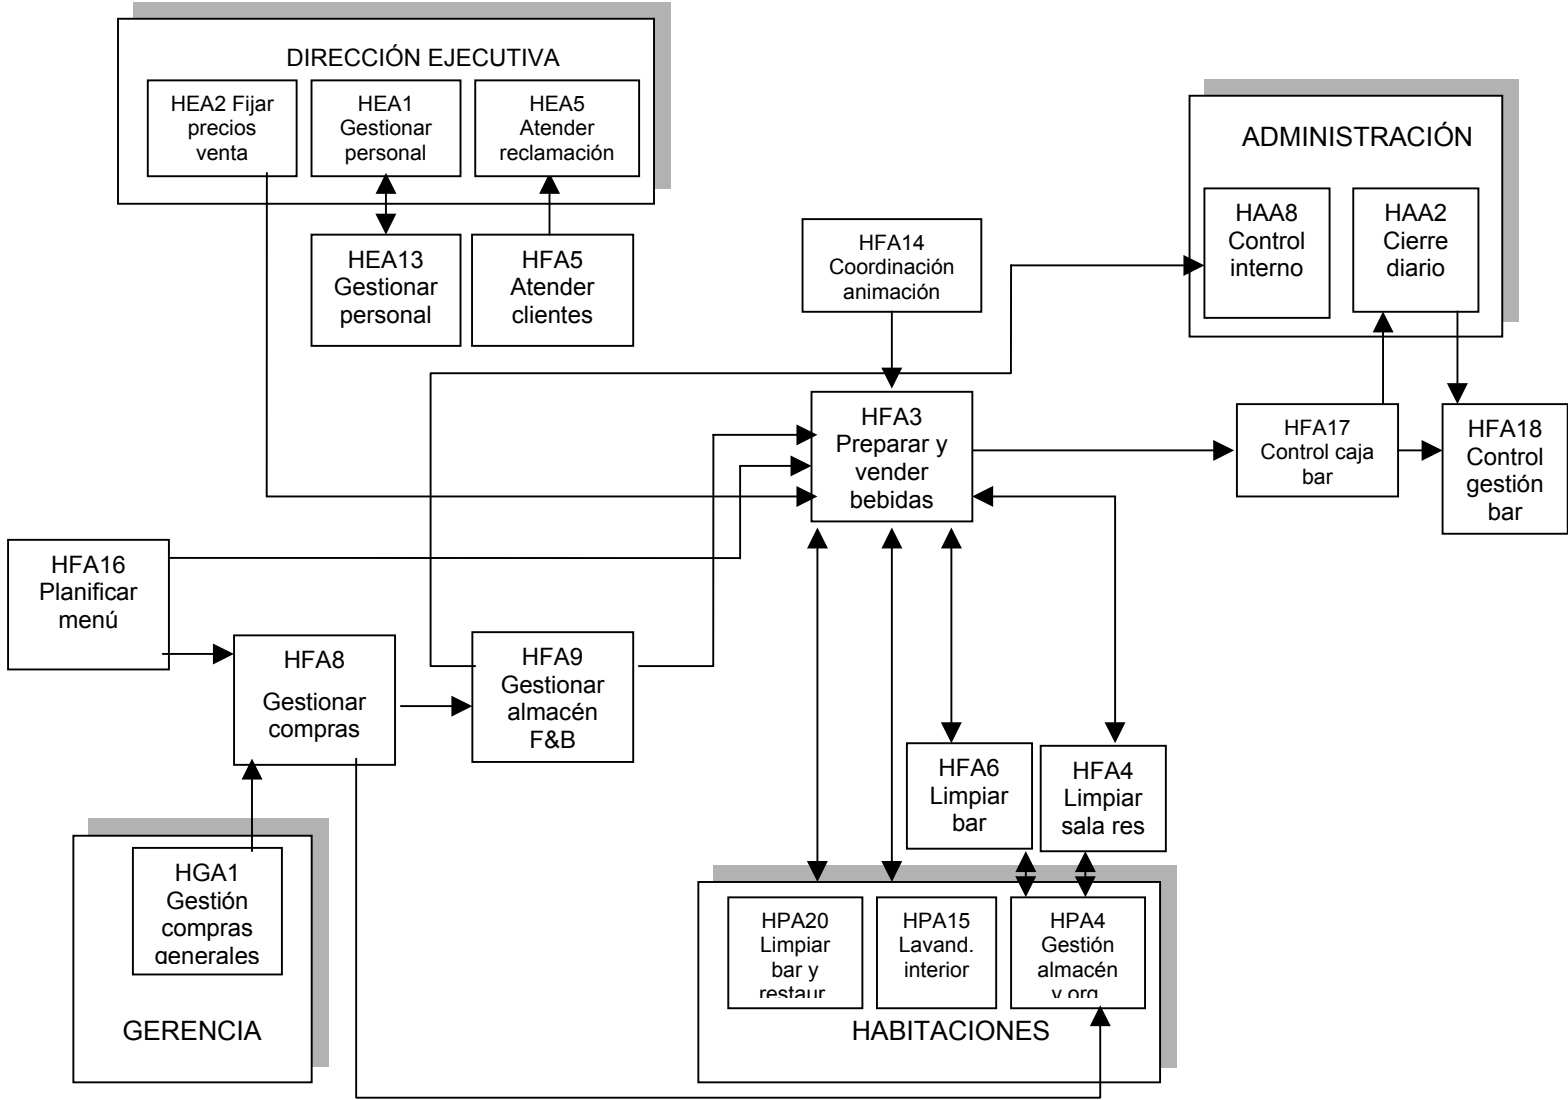 DIRECCIÓN EJECUTIVA
HEA2 Fijar
precios
venta
HEA1
Gestionar
personal
HEA5
Atender
reclamación
HEA13
Gestionar
personal
HFA5
Atender
clientes
HFA14
Coordinación
animación
ADMINISTRACIÓN
HAA8
Control
interno
HAA2
Cierre
diario
HFA3
Preparar y
vender
bebidas
HFA17
Control caja
bar
HFA18
Control
gestión
bar
HFA16
Planificar
menú
HFA8
Gestionar
compras
HFA9
Gestionar
almacén
F&B
HFA6
Limpiar
bar
HFA4
Limpiar
sala res
HGA1
Gestión
compras
generales
GERENCIA
HPA20
Limpiar
bar y
restaur
HPA15
Lavand.
interior
HPA4
Gestión
almacén
y org
HABITACIONES